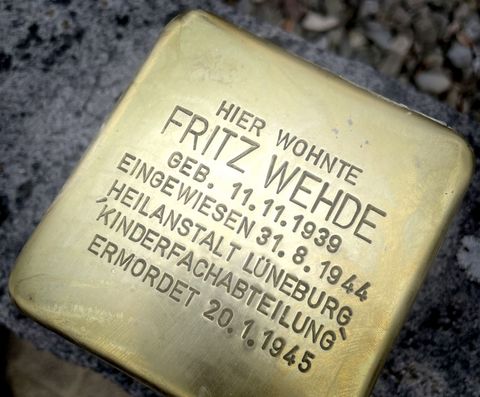 HIER WOHNTE
FRITZ WEHDE
GEB. 11.11.1939
EINGEWIESEN 31.8.1944
HEILANSTALT LÜNEBURG
'KINDERFACHABTEILUNG'
ERMORDET 20.1.1945